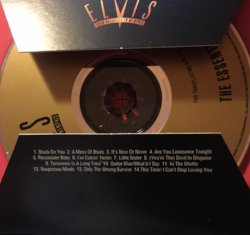 ELVIS
THE ESSENT
S
1. Stuck On You 2. A Mess Of Blues 3. It's Now Or Never 4. Are You Lonesome Tonight
5. Reconsider Baby 6. I'm Comin' Home 7. Little Sister 8. (You're The) Devil In Disguise
9. Tomorrow Is A Long Time 10. Guitar Man/What'd I Say 11. In The Ghetto
12. Suspicious Minds 13. Only The Strong Survive 14. This Time/I Can't Stop Loving You